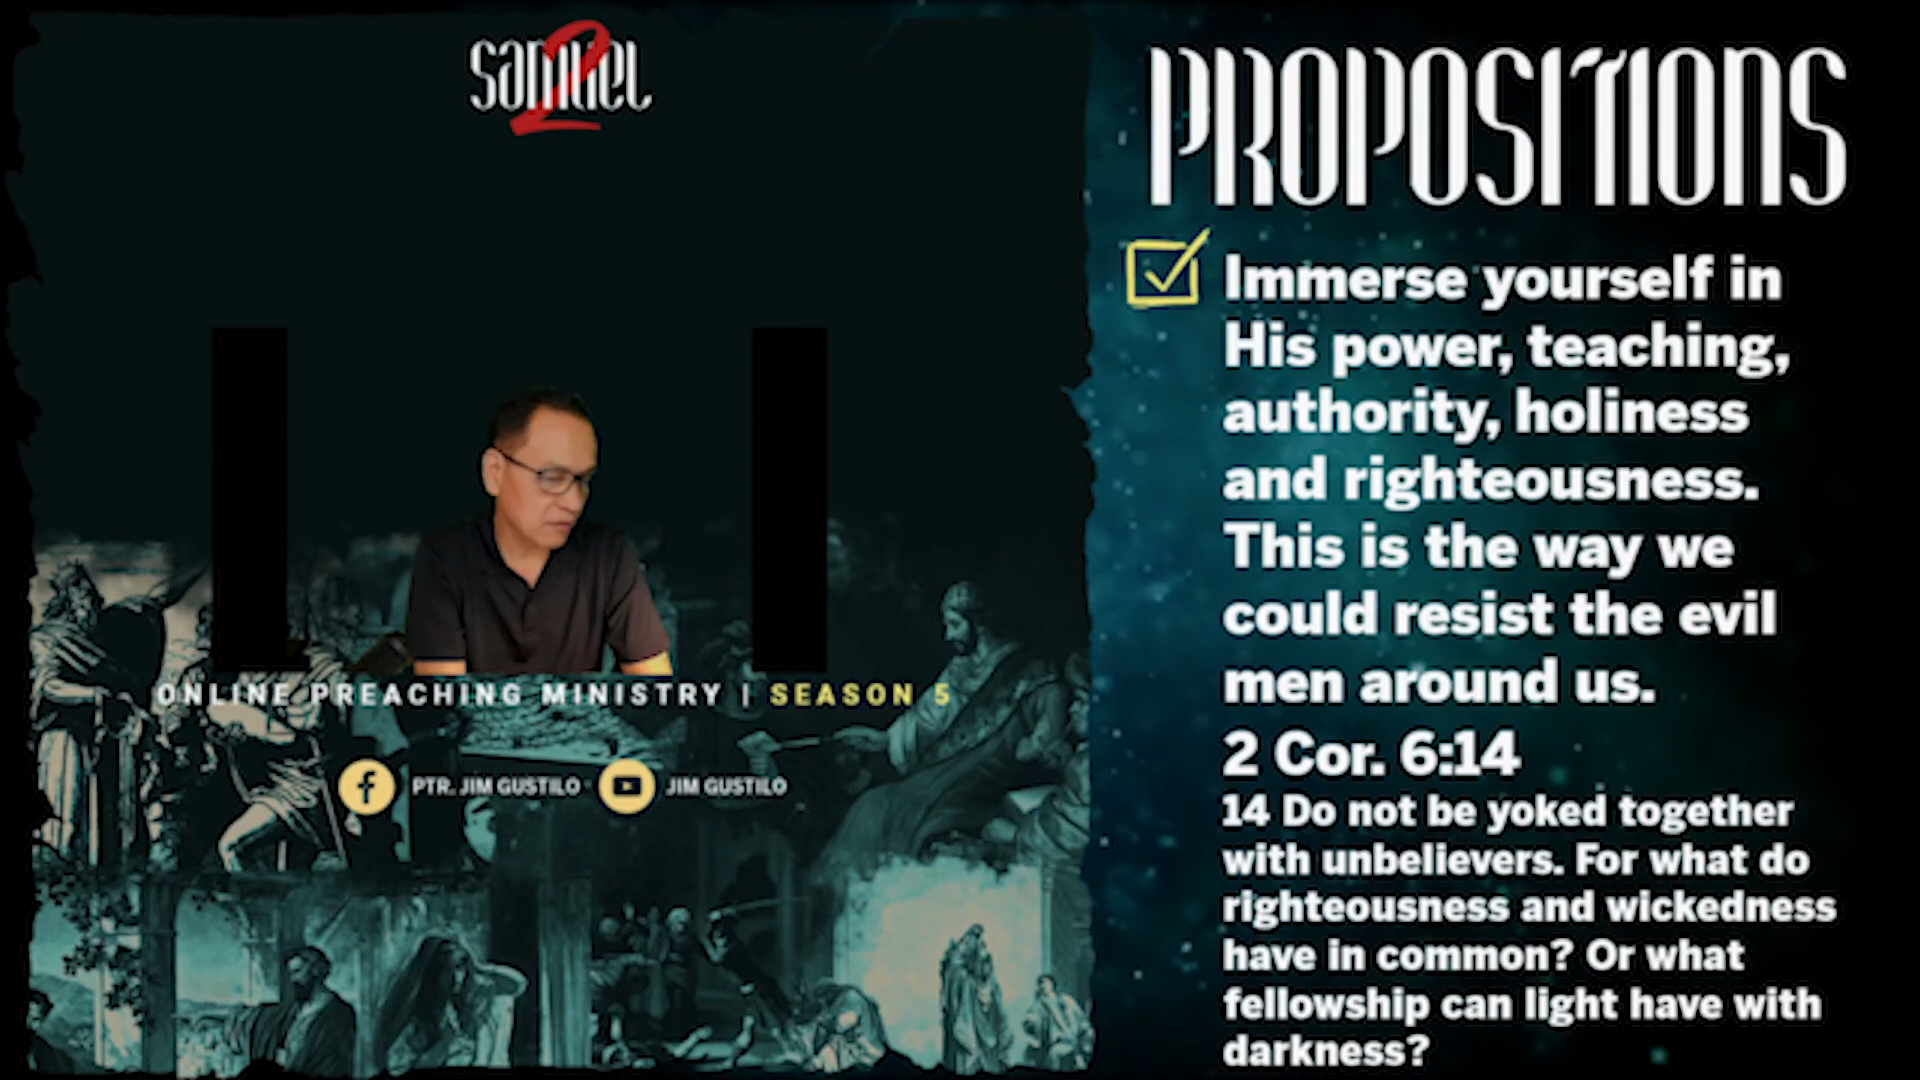 Samuel
2
ONLINE PREACHING MINISTRY | SEASON 5
PTR. JIM GUSTILO
JIM GUSTILO
PROPOSITIONS
Immerse yourself in
His power, teaching,
authority, holiness
and righteousness.
This is the way we
could resist the evil
men around us.
2 Cor. 6:14
14 Do not be yoked together
with unbelievers. For what do
righteousness and wickedness
have in common? Or what
fellowship can light have with
darkness?